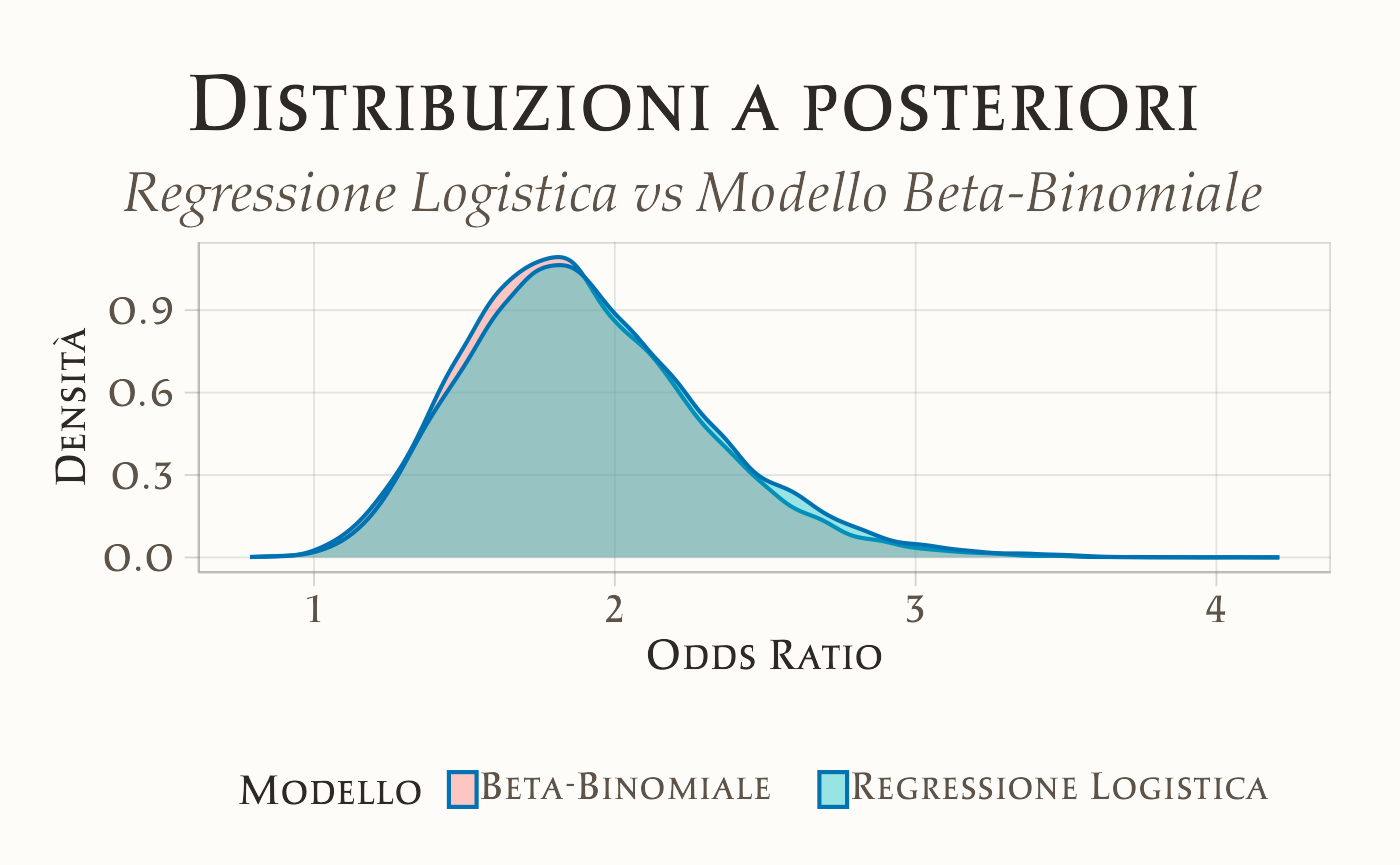 Distribuzioni a posteriori
Regressione Logistica vs Modello Beta-Binomiale
Densità
0.9
0.6
0.3
0.0
1 2 3 4
Odds Ratio
Modello Beta-Binomiale Regressione Logistica